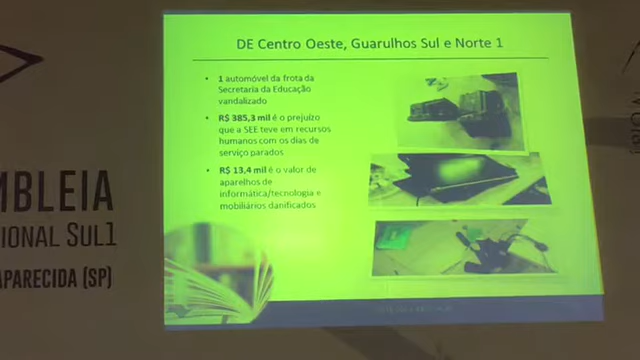 DE Centro Oeste, Guarulhos Sul e Norte 1
• 1 automóvel da frota da
Secretaria da Educação
vandalizado
• R$ 385,3 mil é o prejuízo
que a SEE teve em recursos
humanos com os dias de
serviço parados
• R$ 13,4 mil é o valor de
aparelhos de
informática/tecnologia e
mobiliários danificados
MBLEIA
IONAL SUL1
APARECIDA (SP)